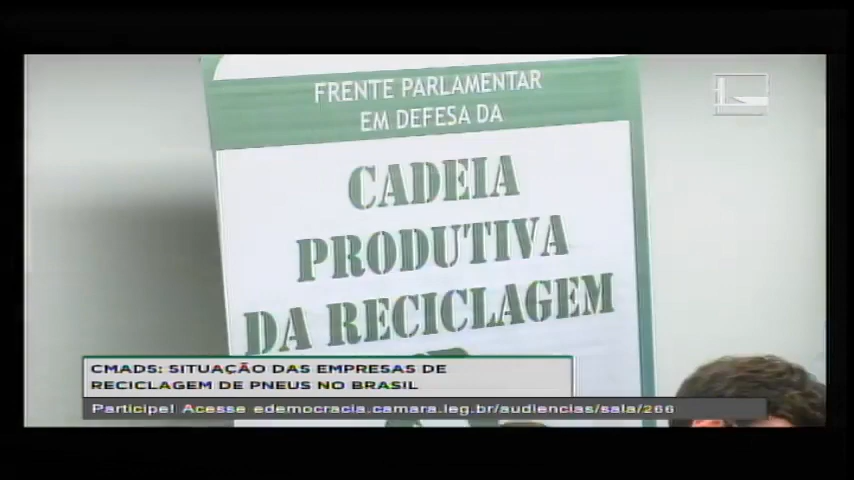 FRENTE PARLAMENTAR
EM DEFESA DA
CADEIA
PRODUTIVA
DA RECICLAGEM
CMADS: SITUAÇÃO DAS EMPRESAS DE
RECICLAGEM DE PNEUS NO BRASIL
Participe! Acesse edemocracia.camara.leg.br/audiencias/sala/266